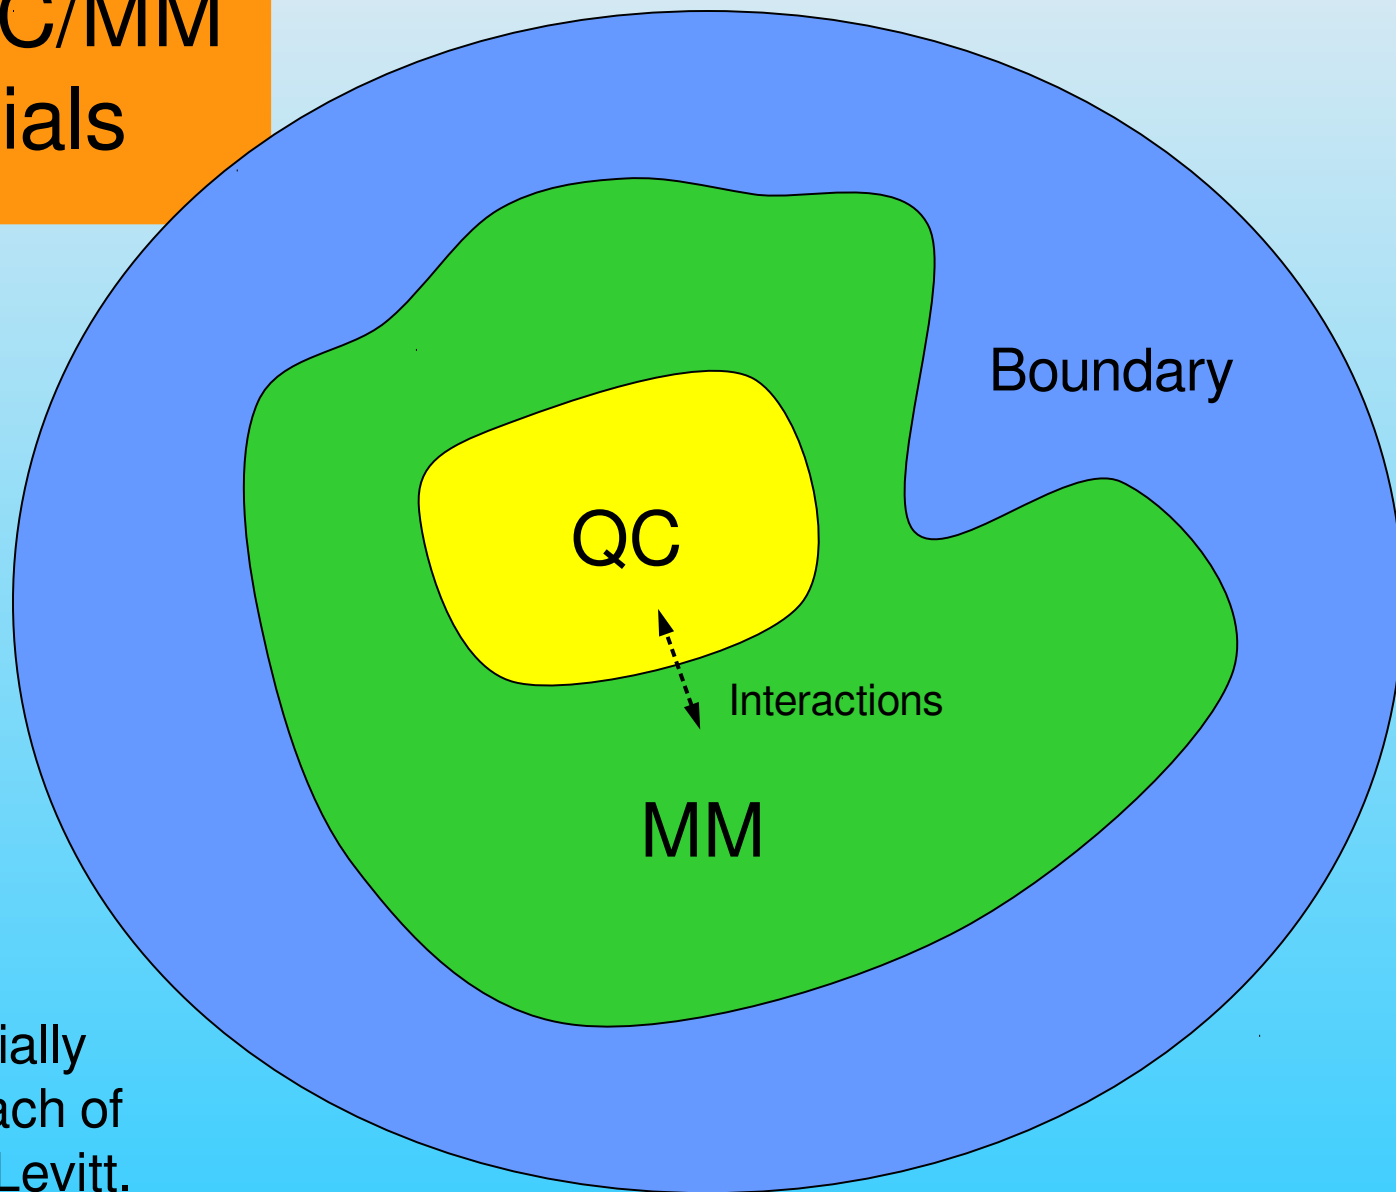 C/MM
ials
Boundary
QC
Interactions
MM
ially
ach of
Levitt.